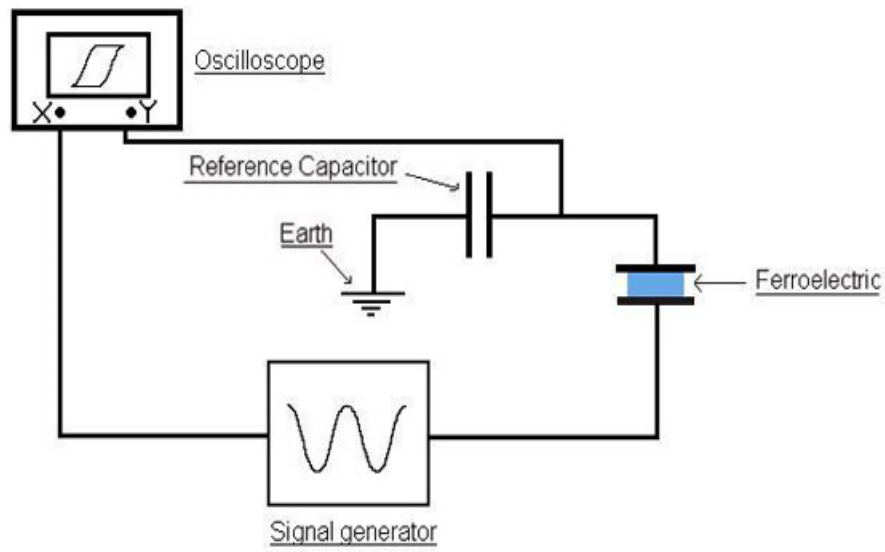 Oscilloscope
X
Y
Reference Capacitor
Earth
Ferroelectric
Signal generator